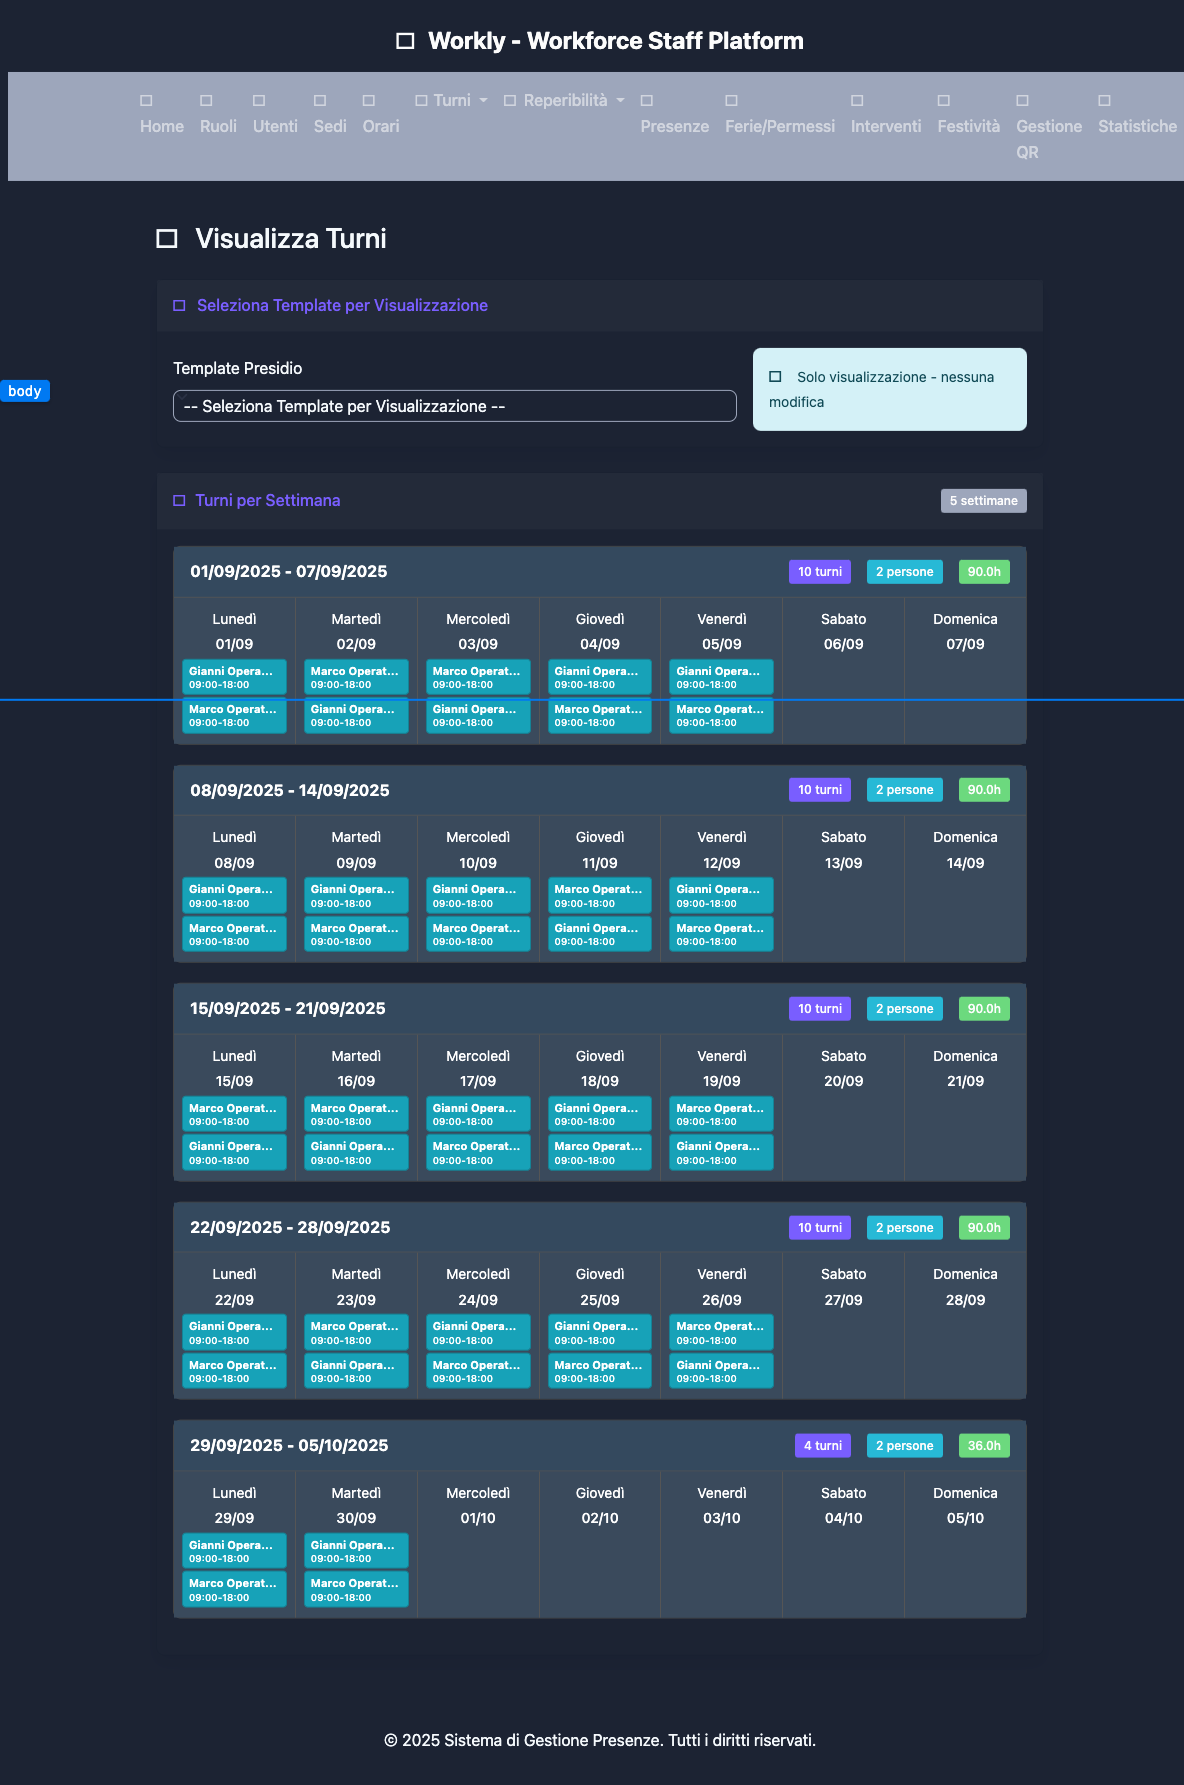 Workly - Workforce Staff Platform
Home Ruoli Utenti Sedi Orari Turni Reperibilità Presenze Ferie/Permessi Interventi Festività Gestione QR Statistiche
Visualizza Turni
Seleziona Template per Visualizzazione
Template Presidio
-- Seleziona Template per Visualizzazione --
Solo visualizzazione - nessuna
modifica
body
Turni per Settimana 5 settimane
01/09/2025 - 07/09/2025 10 turni 2 persone 90.0h
Lunedì Martedì Mercoledì Giovedì Venerdì Sabato Domenica
01/09 02/09 03/09 04/09 05/09 06/09 07/09
Gianni Opera... Marco Operat... Marco Operat... Gianni Opera... Gianni Opera...
09:00-18:00 09:00-18:00 09:00-18:00 09:00-18:00 09:00-18:00
Marco Operat... Gianni Opera... Gianni Opera... Marco Operat... Marco Operat...
09:00-18:00 09:00-18:00 09:00-18:00 09:00-18:00 09:00-18:00
08/09/2025 - 14/09/2025 10 turni 2 persone 90.0h
Lunedì Martedì Mercoledì Giovedì Venerdì Sabato Domenica
08/09 09/09 10/09 11/09 12/09 13/09 14/09
Gianni Opera... Gianni Opera... Gianni Opera... Marco Operat... Gianni Opera...
09:00-18:00 09:00-18:00 09:00-18:00 09:00-18:00 09:00-18:00
Marco Operat... Marco Operat... Marco Operat... Gianni Opera... Marco Operat...
09:00-18:00 09:00-18:00 09:00-18:00 09:00-18:00 09:00-18:00
15/09/2025 - 21/09/2025 10 turni 2 persone 90.0h
Lunedì Martedì Mercoledì Giovedì Venerdì Sabato Domenica
15/09 16/09 17/09 18/09 19/09 20/09 21/09
Marco Operat... Marco Operat... Gianni Opera... Gianni Opera... Marco Operat...
09:00-18:00 09:00-18:00 09:00-18:00 09:00-18:00 09:00-18:00
Gianni Opera... Gianni Opera... Marco Operat... Marco Operat... Gianni Opera...
09:00-18:00 09:00-18:00 09:00-18:00 09:00-18:00 09:00-18:00
22/09/2025 - 28/09/2025 10 turni 2 persone 90.0h
Lunedì Martedì Mercoledì Giovedì Venerdì Sabato Domenica
22/09 23/09 24/09 25/09 26/09 27/09 28/09
Gianni Opera... Marco Operat... Gianni Opera... Gianni Opera... Marco Operat...
09:00-18:00 09:00-18:00 09:00-18:00 09:00-18:00 09:00-18:00
Marco Operat... Gianni Opera... Marco Operat... Marco Operat... Gianni Opera...
09:00-18:00 09:00-18:00 09:00-18:00 09:00-18:00 09:00-18:00
29/09/2025 - 05/10/2025 4 turni 2 persone 36.0h
Lunedì Martedì Mercoledì Giovedì Venerdì Sabato Domenica
29/09 30/09 01/10 02/10 03/10 04/10 05/10
Gianni Opera... Gianni Opera...
09:00-18:00 09:00-18:00
Marco Operat... Marco Operat...
09:00-18:00 09:00-18:00
© 2025 Sistema di Gestione Presenze. Tutti i diritti riservati.